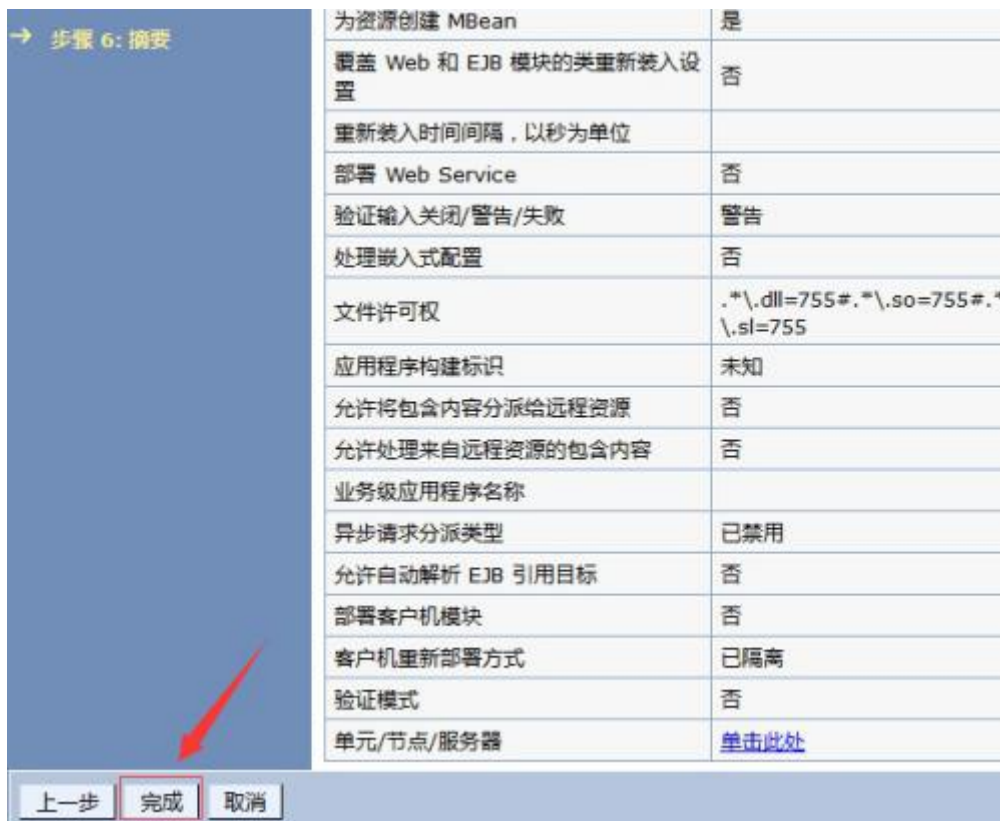 → 步骤 6: 摘要
为资源创建 MBean 是
覆盖 Web 和 EJB 模块的类重新装入设
置 否
重新装入时间间隔，以秒为单位
部署 Web Service 否
验证输入关闭/警告/失败 警告
处理嵌入式配置 否
文件许可权 .*\.dll=755#.*\.so=755#.*
\.sl=755
应用程序构建标识 未知
允许将包含内容分派给远程资源 否
允许处理来自远程资源的包含内容 否
业务级应用程序名称
异步请求分派类型 已禁用
允许自动解析 EJB 引用目标 否
部署客户机模块 否
客户机重新部署方式 已隔离
验证模式 否
单元/节点/服务器 单击此处
上一步 完成 取消